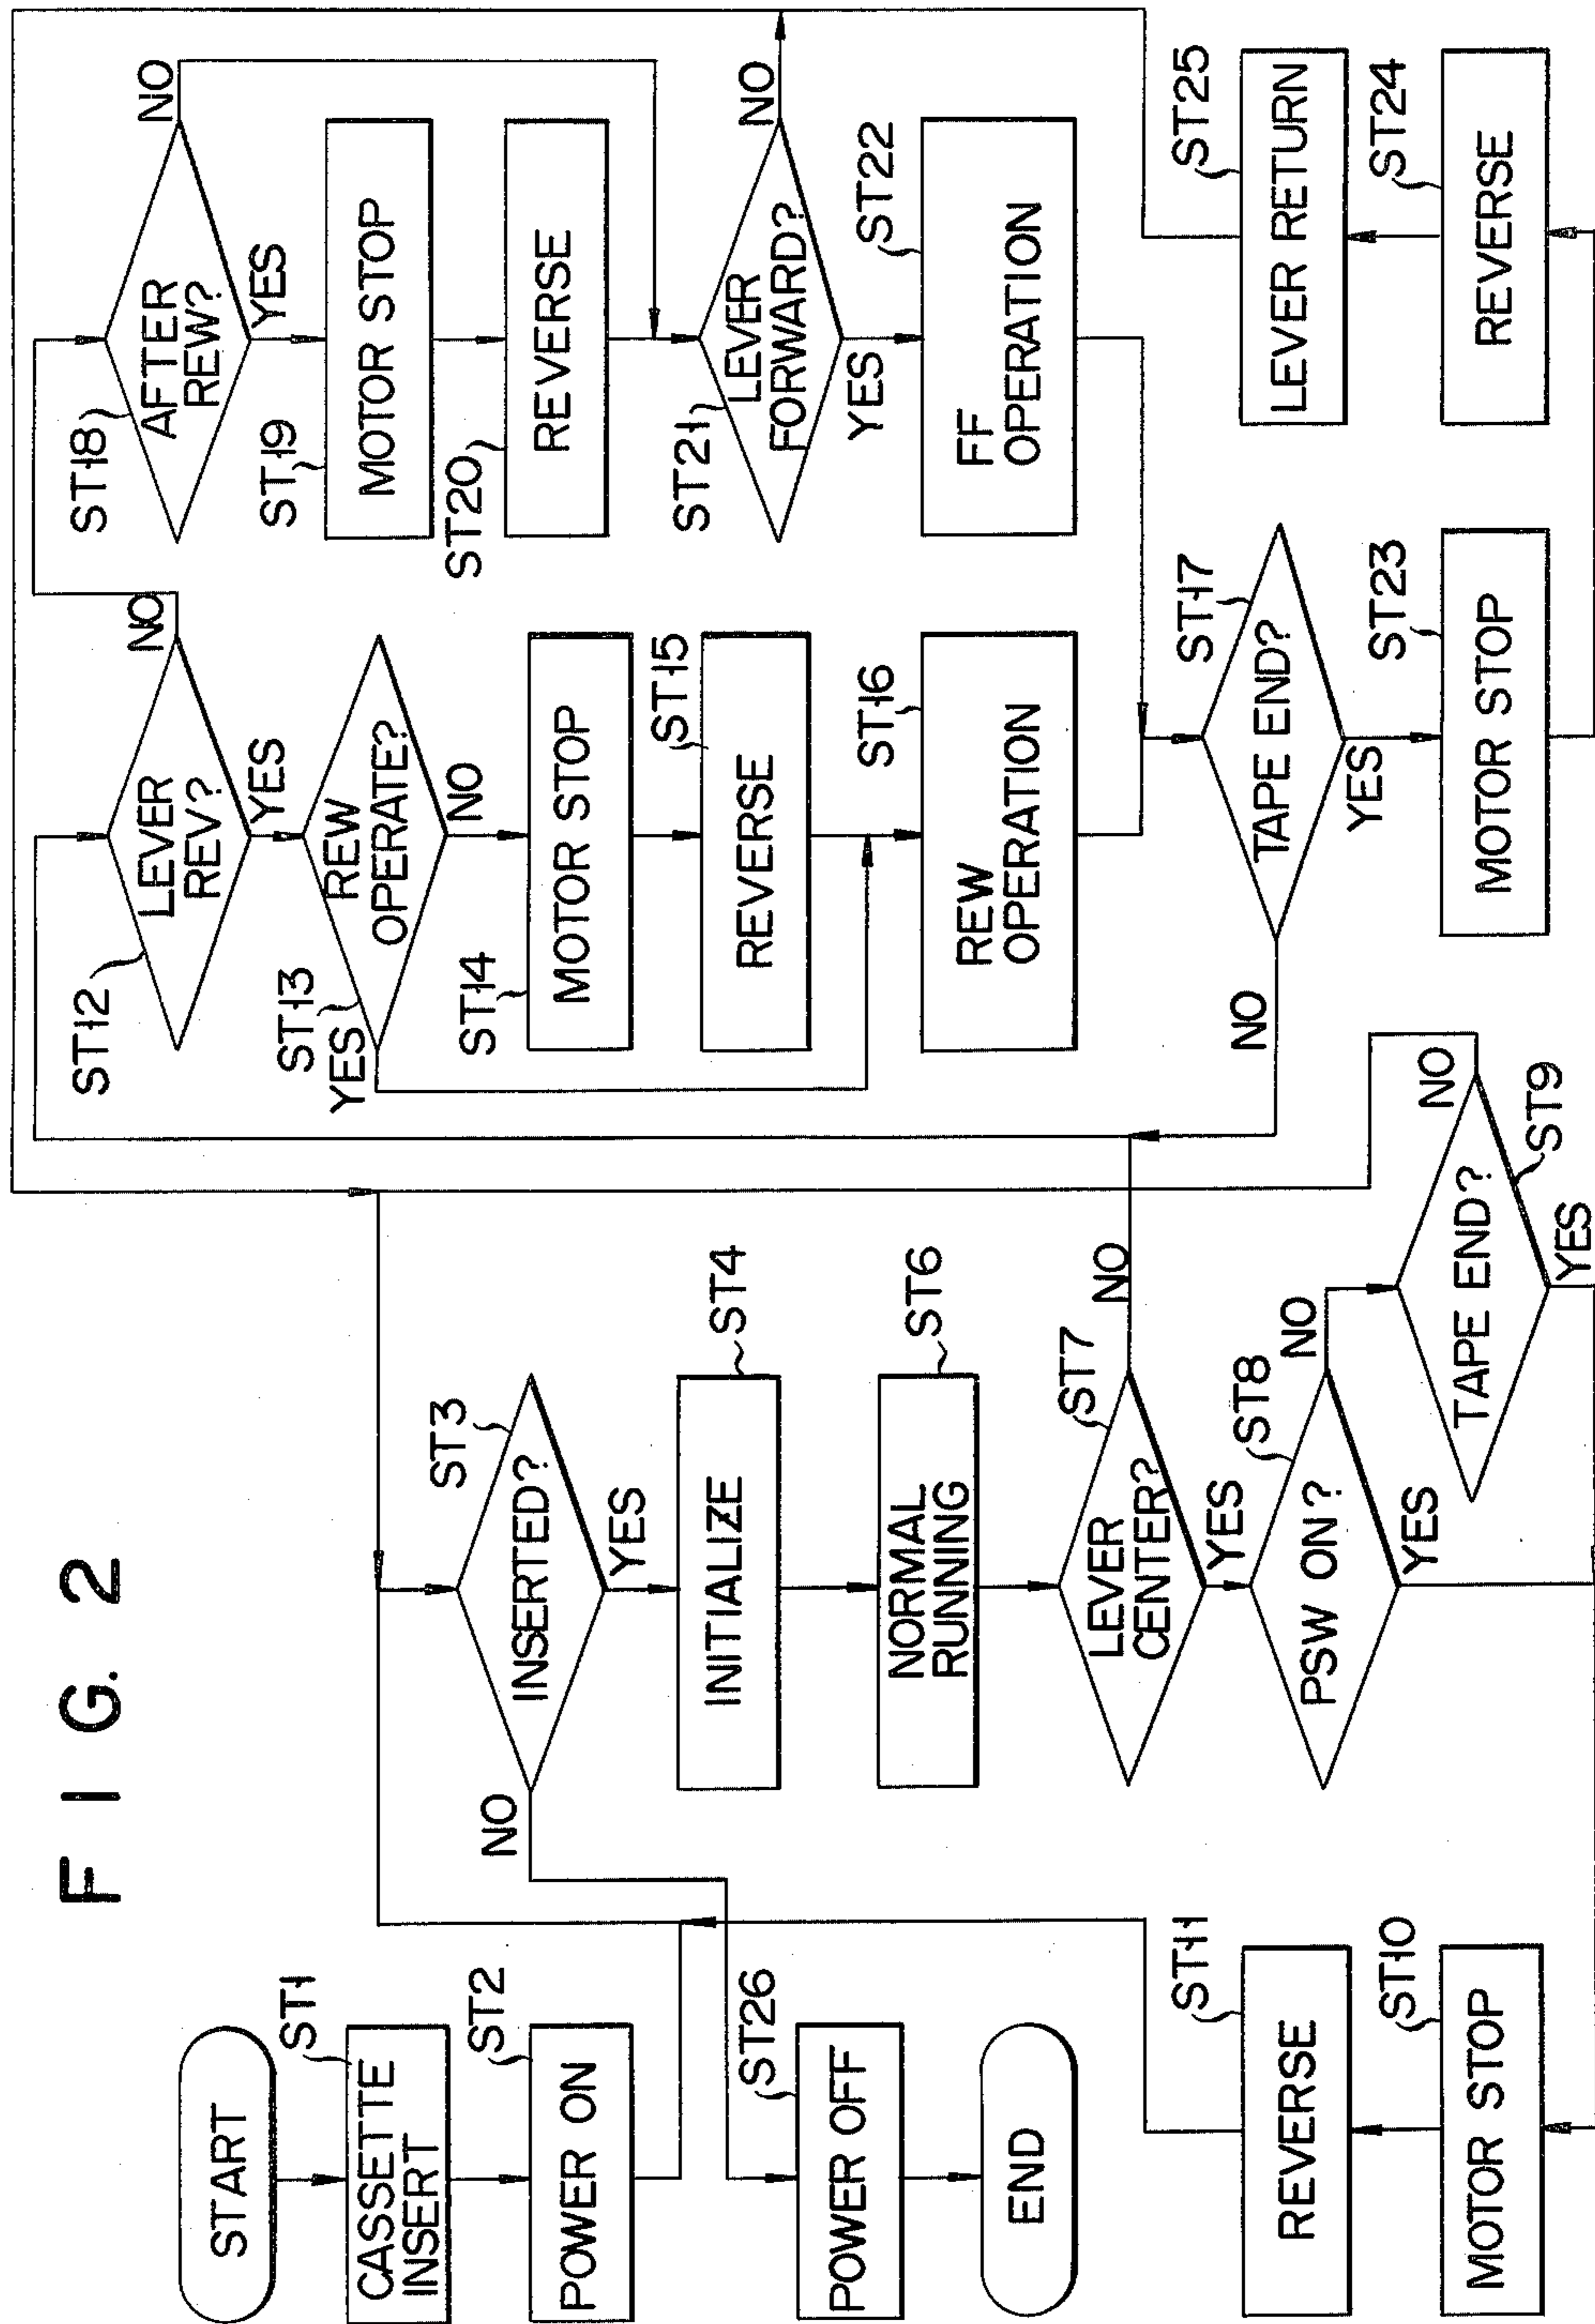 FIG. 2
START
ST1
CASSETTE
INSERT
ST2
POWER ON
ST26
POWER OFF
END
ST11
REVERSE
ST10
MOTOR STOP
ST3
INSERTED?
NO
YES
ST4
INITIALIZE
ST6
NORMAL
RUNNING
ST7
LEVER
CENTER?
NO
YES
ST8
PSW ON?
NO
YES
ST9
TAPE END?
NO
YES
ST12
LEVER
REV?
NO
YES
ST13
REW
OPERATE?
YES
NO
ST14
MOTOR STOP
ST15
REVERSE
ST16
REW
OPERATION
ST17
TAPE END?
NO
YES
ST23
MOTOR STOP
ST18
AFTER
REW?
NO
YES
ST19
MOTOR STOP
ST20
REVERSE
ST21
LEVER
FORWARD?
NO
YES
ST22
FF
OPERATION
ST25
LEVER RETURN
ST24
REVERSE